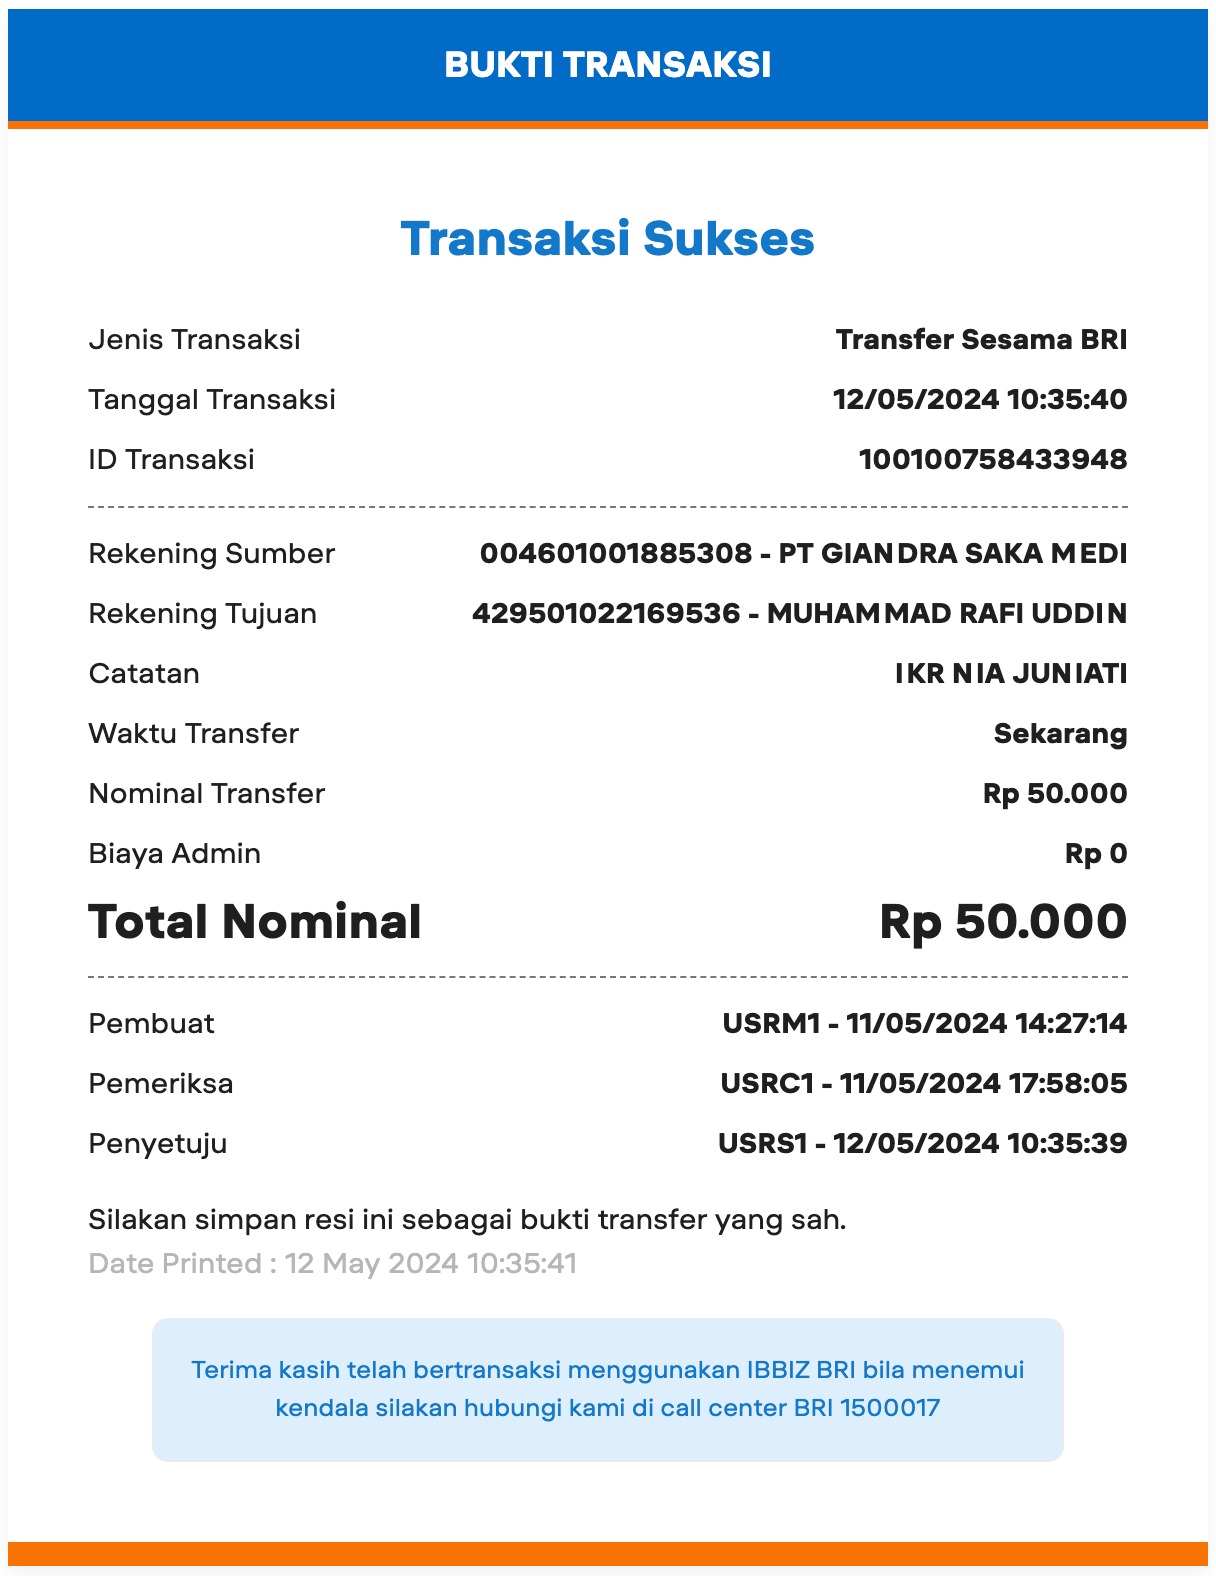 BUKTI TRANSAKSI
Transaksi Sukses
Jenis Transaksi Transfer Sesama BRI
Tanggal Transaksi 12/05/2024 10:35:40
ID Transaksi 100100758433948
Rekening Sumber 004601001885308 - PT GIANDRA SAKA MEDI
Rekening Tujuan 429501022169536 - MUHAMMAD RAFI UDDIN
Catatan IKR NIA JUNIATI
Waktu Transfer Sekarang
Nominal Transfer Rp 50.000
Biaya Admin Rp 0
Total Nominal Rp 50.000
Pembuat USRM1 - 11/05/2024 14:27:14
Pemeriksa USRC1 - 11/05/2024 17:58:05
Penyetuju USRS1 - 12/05/2024 10:35:39
Silakan simpan resi ini sebagai bukti transfer yang sah.
Date Printed : 12 May 2024 10:35:41
Terima kasih telah bertransaksi menggunakan IBBIZ BRI bila menemui
kendala silakan hubungi kami di call center BRI 1500017